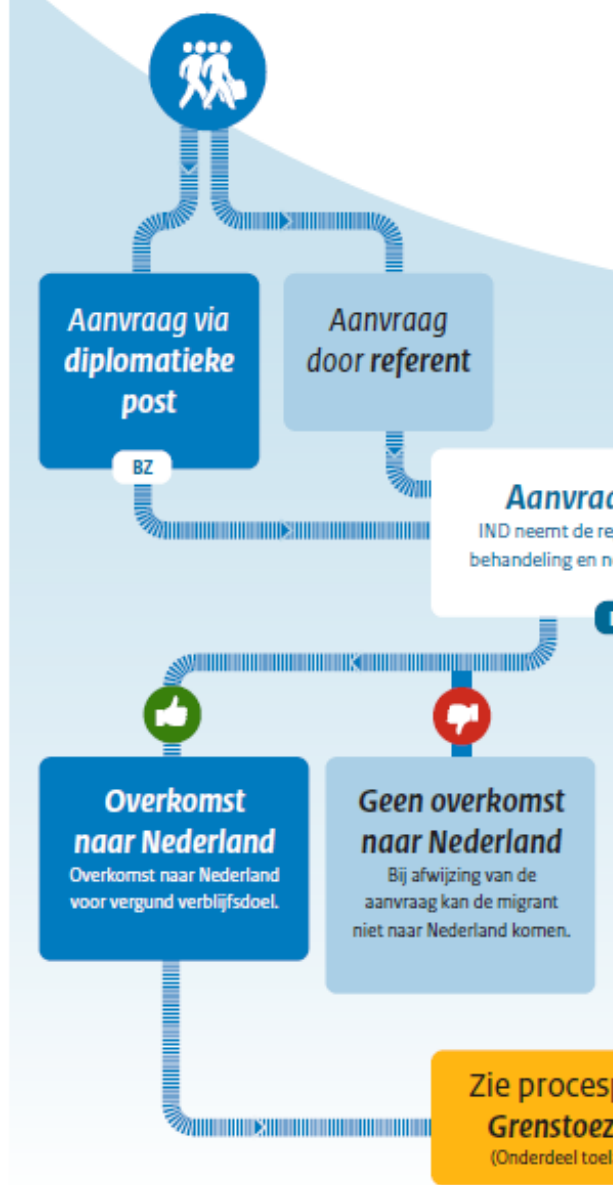 Aanvraag via
diplomatieke
post
BZ
Aanvraag
door referent
IND neemt de
behandeling en
Overkomst
naar Nederland
Overkomst naar Nederland
voor vergund verblijfsdoel.
Geen overkomst
naar Nederland
Bij afwijzing van de
aanvraag kan de migrant
niet naar Nederland komen.
Zie
(Onderdeel